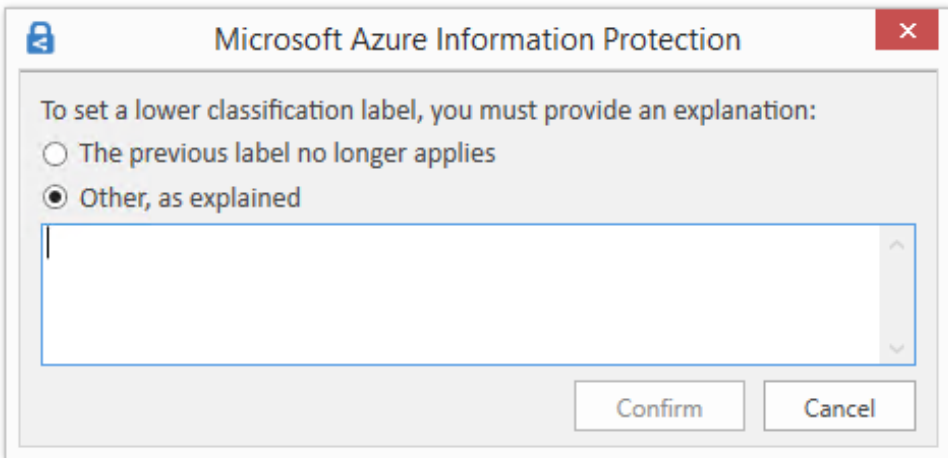 Microsoft Azure Information Protection
To set a lower classification label, you must provide an explanation:
The previous label no longer applies
Other, as explained
Confirm
Cancel